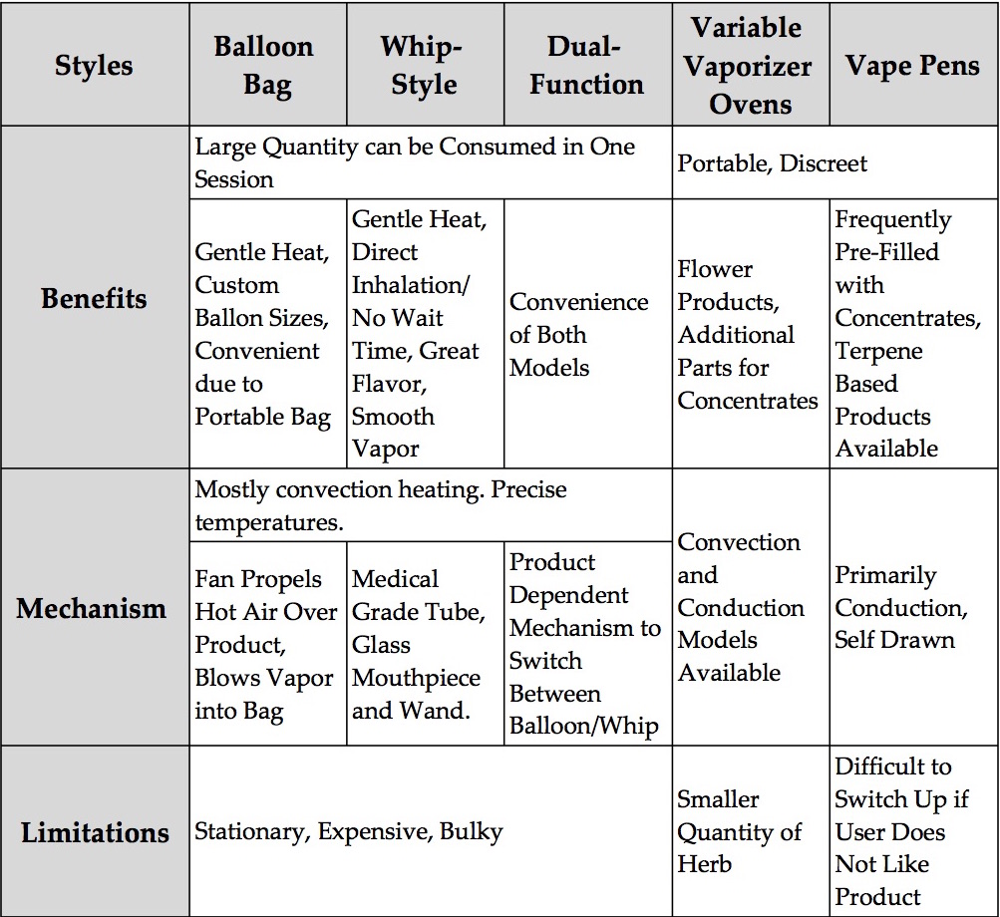 Styles
Balloon
Bag
Whip-
Style
Dual-
Function
Variable
Vaporizer
Ovens
Vape Pens
Benefits
Large Quantity can be Consumed in One
Session
Portable, Discreet
Gentle Heat,
Custom
Ballon Sizes,
Convenient
due to
Portable Bag
Gentle Heat,
Direct
Inhalation/
No Wait
Time, Great
Flavor,
Smooth
Vapor
Convenience
of Both
Models
Flower
Products,
Additional
Parts for
Concentrates
Frequently
Pre-Filled
with
Concentrates,
Terpene
Based
Products
Available
Mechanism
Mostly convection heating. Precise
temperatures.
Fan Propels
Hot Air Over
Product,
Blows Vapor
into Bag
Medical
Grade Tube,
Glass
Mouthpiece
and Wand.
Product
Dependent
Mechanism to
Switch
Between
Balloon/Whip
Convection
and
Conduction
Models
Available
Primarily
Conduction,
Self Drawn
Limitations
Stationary, Expensive, Bulky
Smaller
Quantity of
Herb
Difficult to
Switch Up if
User Does
Not Like
Product